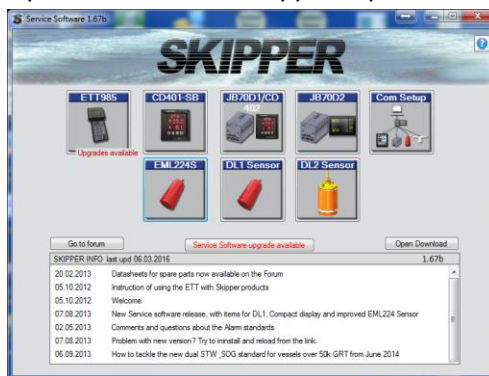 Service Software 1.67b
SKIPPER
ETT985
CD401-SB
JB70D1/CD
402
JB70D2
Com Setup
Upgrades available
EML224S
DL1 Sensor
DL2 Sensor
Go to forum
Service Software upgrade available
Open Download
SKIPPER INFO last upd 06.03.2016 1.67b
20.02.2013 Datasheets for spare parts now available on the Forum
05.10.2012 Instruction of using the ETT with Skipper products
05.10.2012 Welcome
07.08.2013 New Service software release, with items for DL1, Compact display and improved EML224 Sensor
02.05.2013 Comments and questions about the Alarm standards
07.08.2013 Problem with new version? Try to uninstall and reload from the link.
06.09.2013 How to tackle the new dual STW ,SOG standard for vessels over 50k GRT from June 2014